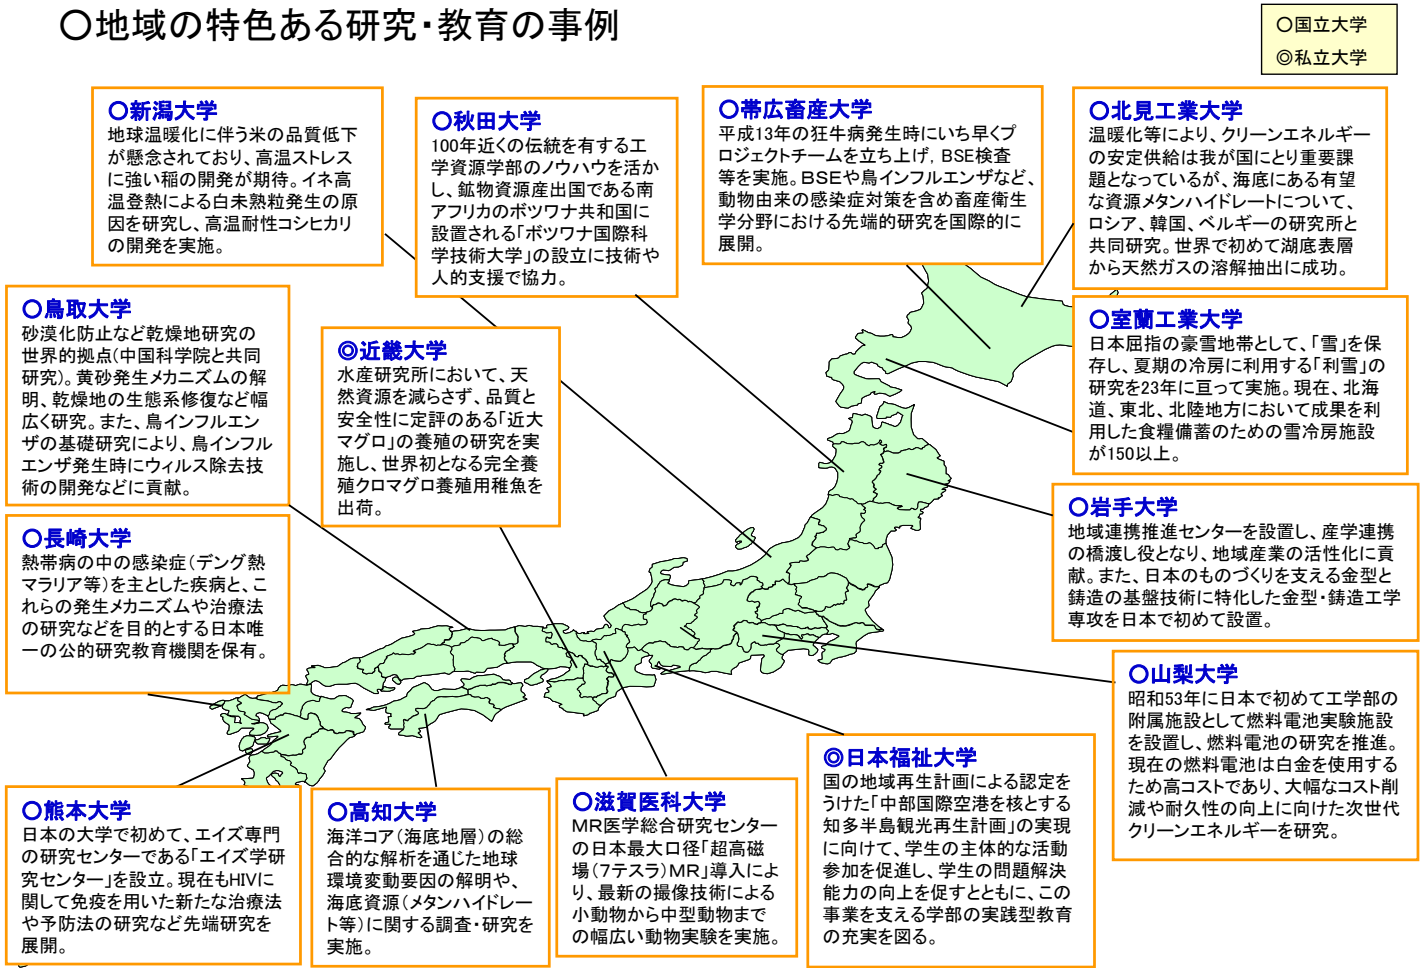 〇地域の特色ある研究・教育の事例
〇国立大学
◎私立大学
〇新潟大学
地球温暖化に伴う米の品質低下
が懸念されており、高温ストレス
に強い稲の開発が期待。イネ高
温登熱による白未熟粒発生の原
因を研究し、高温耐性コシヒカリ
の開発を実施。
〇秋田大学
100年近くの伝統を有する工
学資源学部のノウハウを活か
し、鉱物資源産出国である南
アフリカのボツワナ共和国に
設置される「ボツワナ国際科
学技術大学」の設立に技術や
人的支援で協力。
〇帯広畜産大学
平成13年の狂牛病発生時にいち早くプ
ロジェクトチームを立ち上げ，BSE検査
等を実施。BSEや鳥インフルエンザなど、
動物由来の感染症対策を含め畜産衛生
学分野における先端的研究を国際的に
展開。
〇北見工業大学
温暖化等により、クリーンエネルギー
の安定供給は我が国にとり重要課
題となっているが、海底にある有望
な資源メタンハイドレートについて、
ロシア、韓国、ベルギーの研究所と
共同研究。世界で初めて湖底表層
から天然ガスの溶解抽出に成功。
〇鳥取大学
砂漠化防止など乾燥地研究の
世界的拠点（中国科学院と共同
研究）。黄砂発生メカニズムの解
明、乾燥地の生態系修復など幅
広く研究。また、鳥インフルエン
ザの基礎研究により、鳥インフル
エンザ発生時にウィルス除去技
術の開発などに貢献。
◎近畿大学
水産研究所において、天
然資源を減らさず、品質と
安全性に定評のある「近大
マグロ」の養殖の研究を実
施し、世界初となる完全養
殖クロマグロ養殖用稚魚を
出荷。
〇室蘭工業大学
日本屈指の豪雪地帯として、「雪」を保
存し、夏期の冷房に利用する「利雪」の
研究を23年に亘って実施。現在、北海
道、東北、北陸地方において成果を利
用した食糧備蓄のための雪冷房施設
が150以上。
〇長崎大学
熱帯病の中の感染症（デング熱
マラリア等）を主とした疾病と、こ
れらの発生メカニズムや治療法
の研究などを目的とする日本唯
一の公的研究教育機関を保有。
〇岩手大学
地域連携推進センターを設置し、産学連携
の橋渡し役となり、地域産業の活性化に貢
献。また、日本のものづくりを支える金型と
鋳造の基盤技術に特化した金型・鋳造工学
専攻を日本で初めて設置。
〇山梨大学
昭和53年に日本で初めて工学部の
附属施設として燃料電池実験施設
を設置し、燃料電池の研究を推進。
現在の燃料電池は白金を使用する
ため高コストであり、大幅なコスト削
減や耐久性の向上に向けた次世代
クリーンエネルギーを研究。
〇熊本大学
日本の大学で初めて、エイズ専門
の研究センターである「エイズ学研
究センター」を設立。現在もHIVに
関して免疫を用いた新たな治療法
や予防法の研究など先端研究を
展開。
〇高知大学
海洋コア（海底地層）の総
合的な解析を通じた地球
環境変動要因の解明や、
海底資源（メタンハイドレー
ト等）に関する調査・研究を
実施。
〇滋賀医科大学
MR医学総合研究センター
の日本最大口径「超高磁
場（7テスラ）MR」導入によ
り、最新の撮像技術による
小動物から中型動物まで
の幅広い動物実験を実施。
◎日本福祉大学
国の地域再生計画による認定を
うけた「中部国際空港を核とする
知多半島観光再生計画」の実現
に向けて、学生の主体的な活動
参加を促進し、学生の問題解決
能力の向上を促すとともに、この
事業を支える学部の実践型教育
の充実を図る。